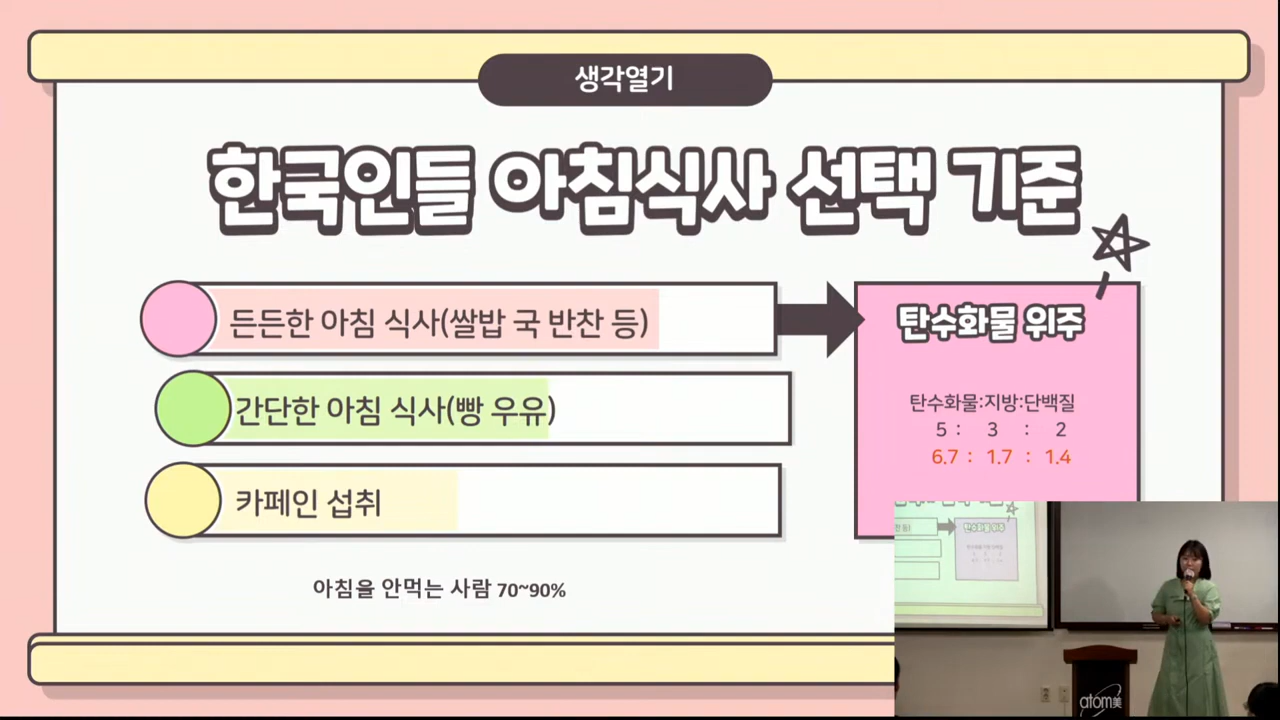 생각열기
한국인들 아침식사 선택 기준
든든한 아침 식사(쌀밥 국 반찬 등)
간단한 아침 식사(빵 우유)
카페인 섭취
아침을 안먹는 사람 70~90%
탄수화물 위주
탄수화물:지방:단백질
5 : 3 : 2
6.7 : 1.7 : 1.4
atom美